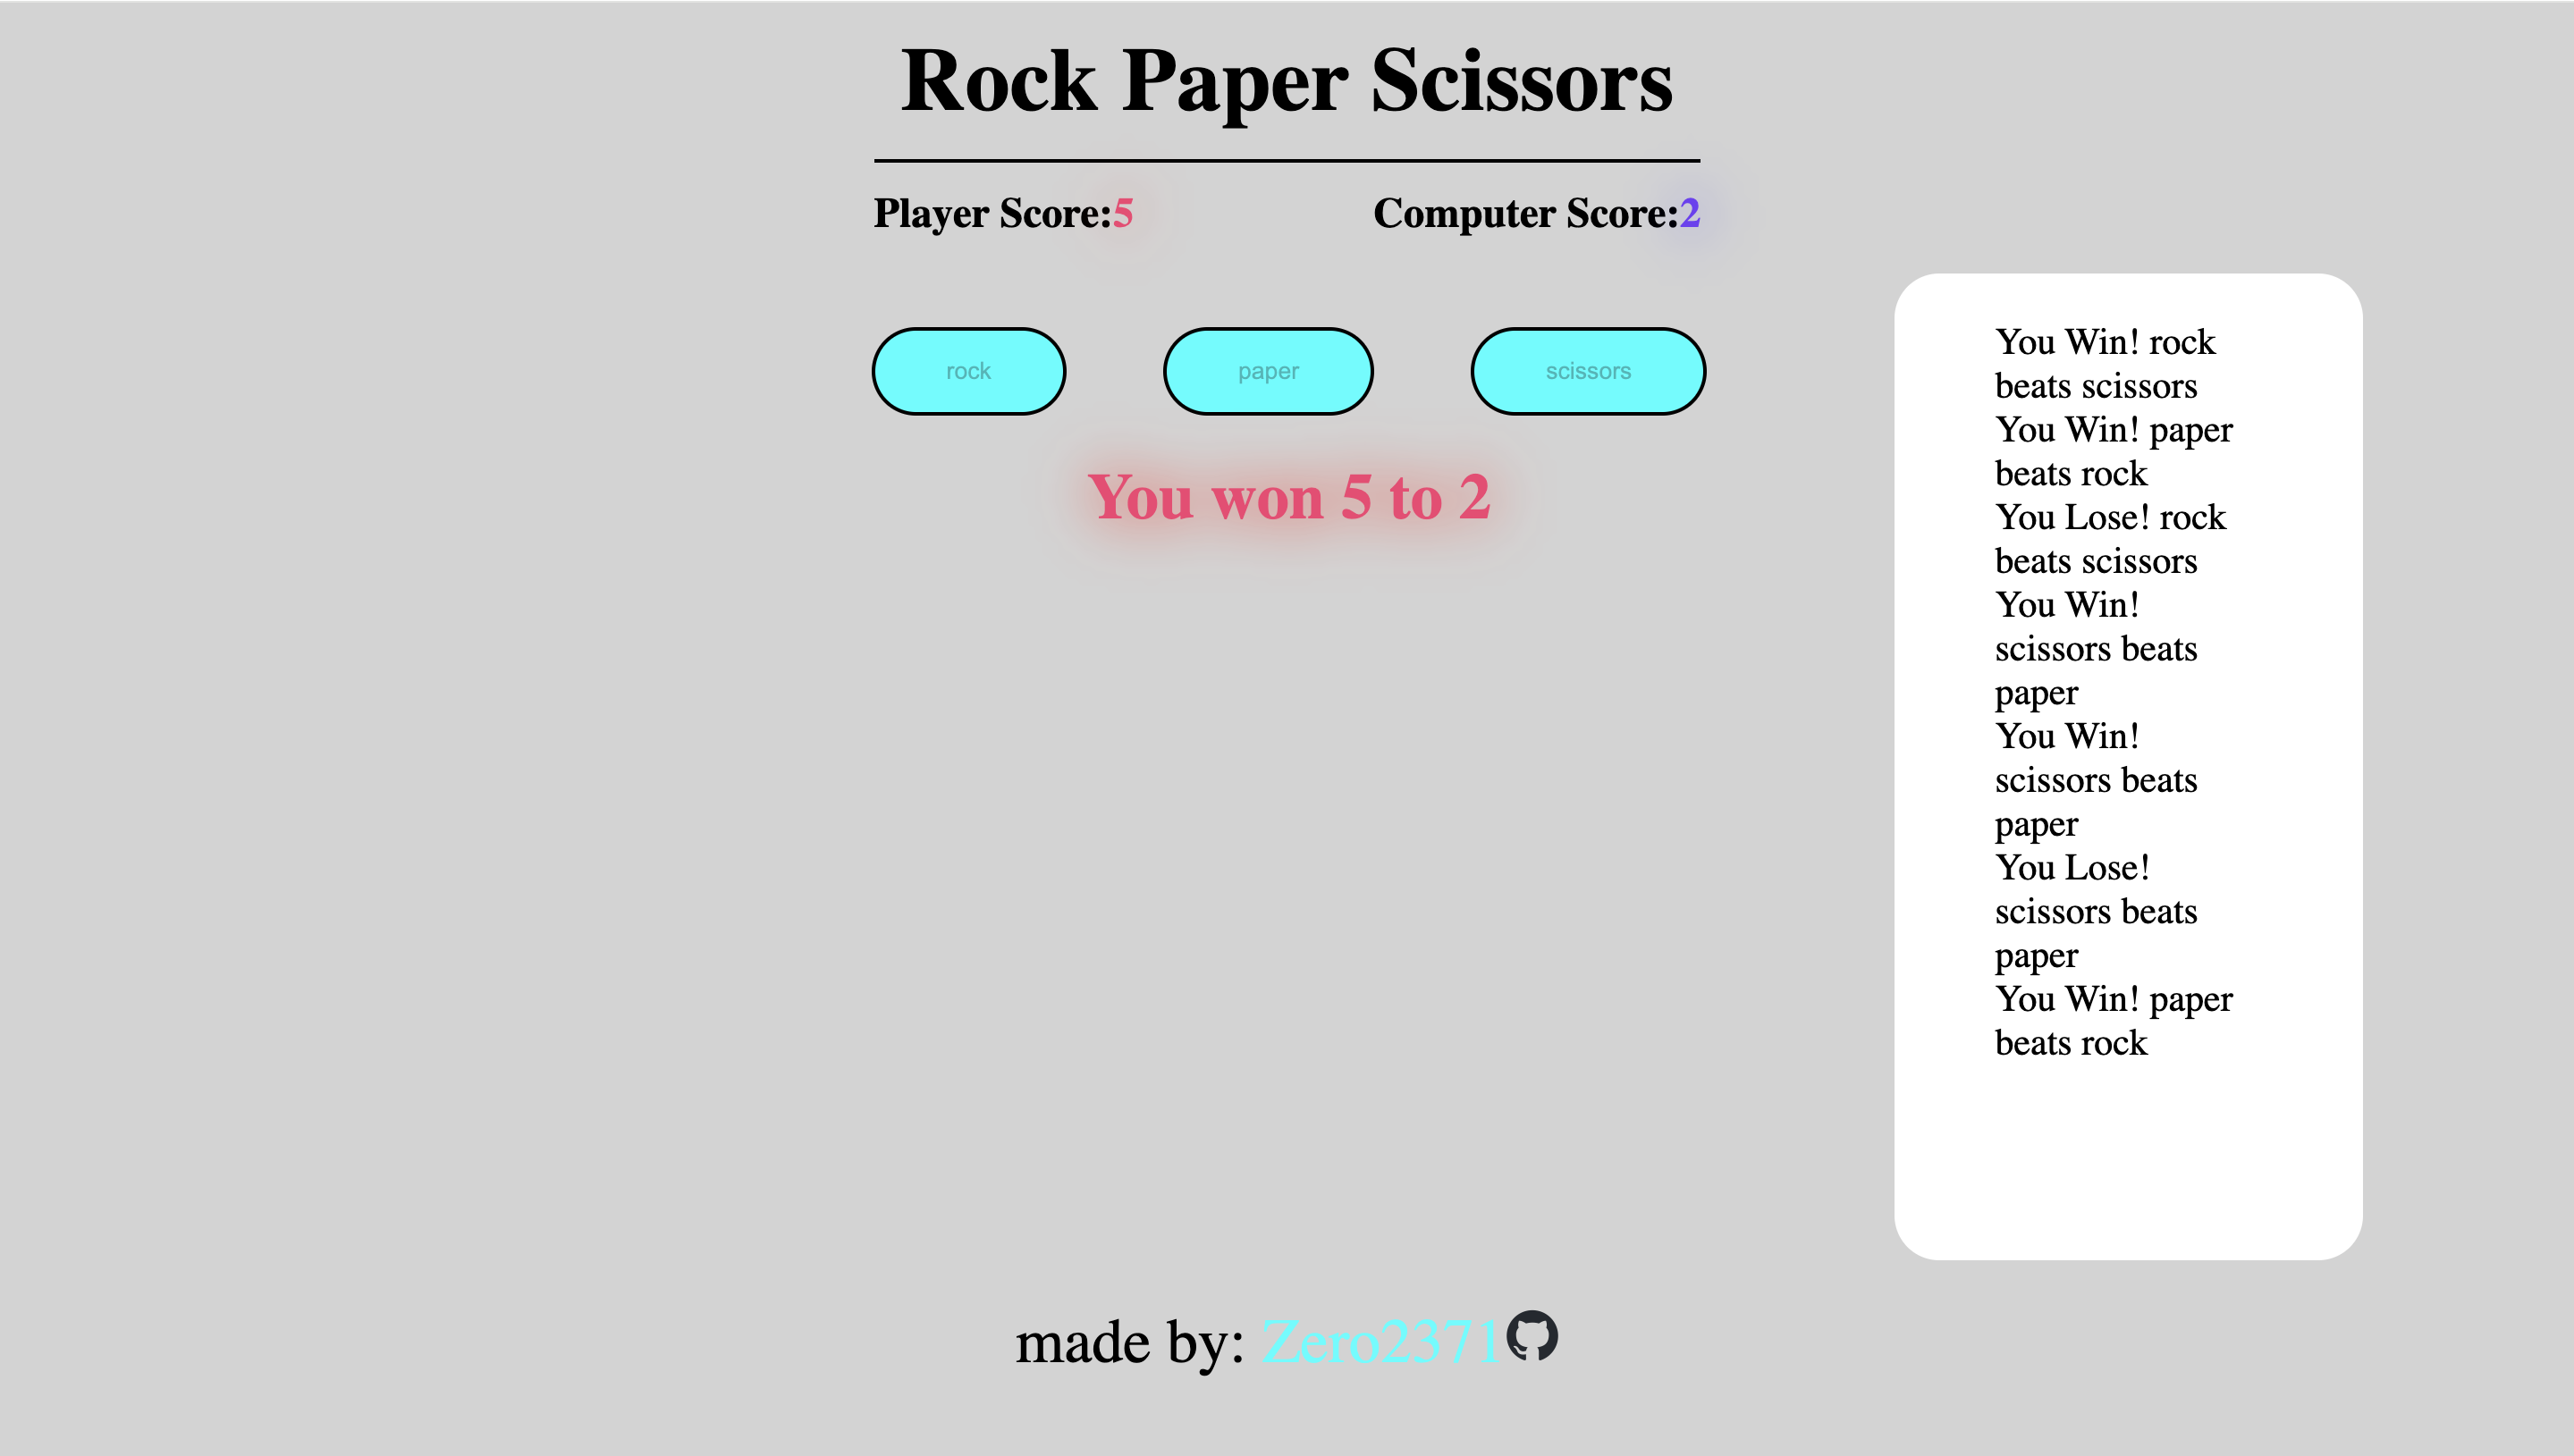 Rock Paper Scissors
Player Score:5
Computer Score:2
rock
paper
scissors
You won 5 to 2
You Win! rock
beats scissors
You Win! paper
beats rock
You Lose! rock
beats scissors
You Win!
scissors beats
paper
You Win!
scissors beats
paper
You Lose!
scissors beats
paper
You Win! paper
beats rock
made by: Zero2371